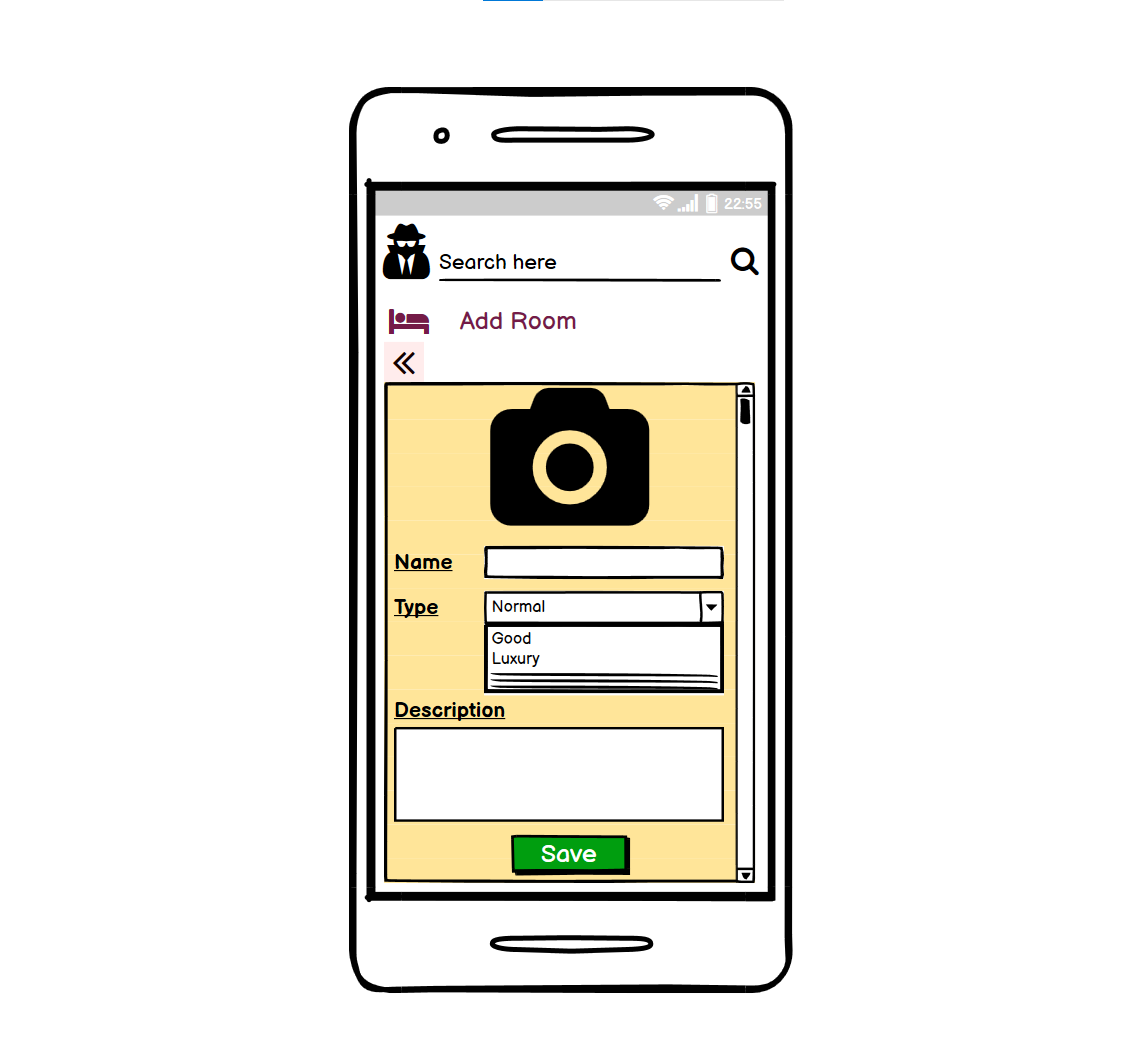 22:55
Search here
Add Room
Name
Type
Normal
Good
Luxury
Description
Save